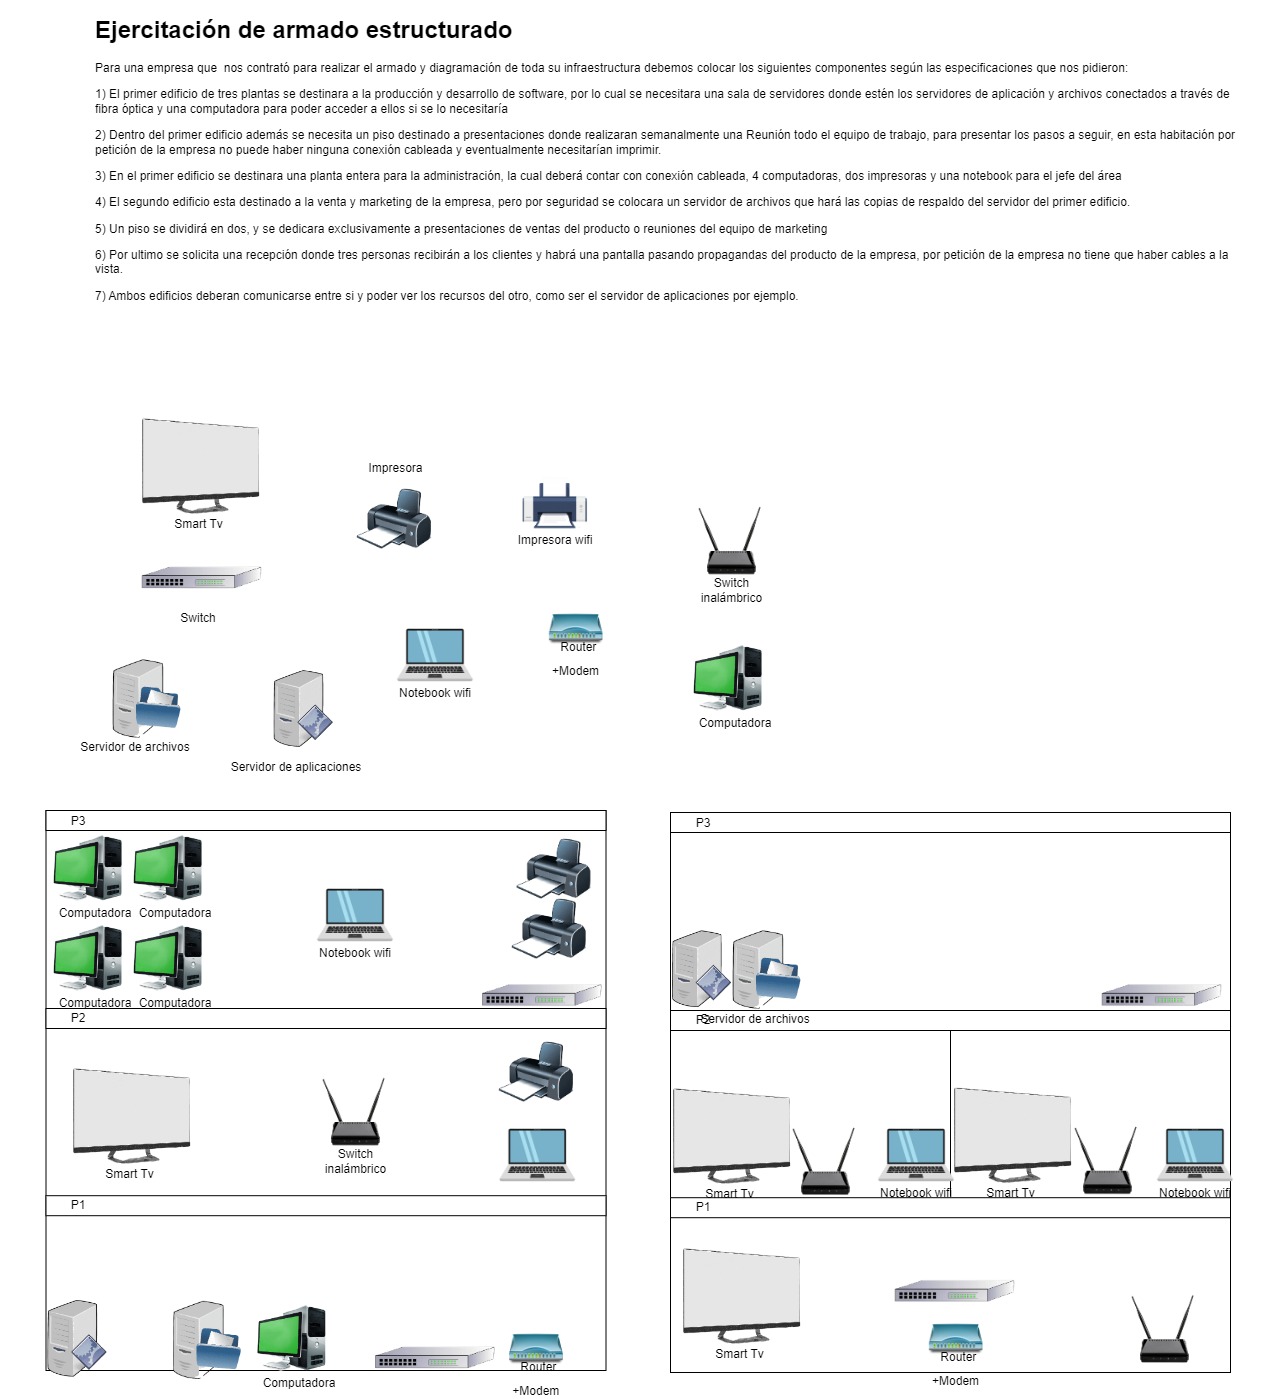 Ejercitación de armado estructurado
Para una empresa que  nos contrató para realizar el armado y diagramación de toda su infraestructura debemos colocar los siguientes componentes según las especificaciones que nos pidieron:
1) El primer edificio de tres plantas se destinara a la producción y desarrollo de software, por lo cual se necesitara una sala de servidores donde estén los servidores de aplicación y archivos conectados a través de
fibra óptica y una computadora para poder acceder a ellos si se lo necesitaría
2) Dentro del primer edificio además se necesita un piso destinado a presentaciones donde realizaran semanalmente una Reunión todo el equipo de trabajo, para presentar los pasos a seguir, en esta habitación por
petición de la empresa no puede haber ninguna conexión cableada y eventualmente necesitarían imprimir.
3) En el primer edificio se destinara una planta entera para la administración, la cual deberá contar con conexión cableada, 4 computadoras, dos impresoras y una notebook para el jefe del área
4) El segundo edificio esta destinado a la venta y marketing de la empresa, pero por seguridad se colocara un servidor de archivos que hará las copias de respaldo del servidor del primer edificio.
5) Un piso se dividirá en dos, y se dedicara exclusivamente a presentaciones de ventas del producto o reuniones del equipo de marketing
6) Por ultimo se solicita una recepción donde tres personas recibirán a los clientes y habrá una pantalla pasando propagandas del producto de la empresa, por petición de la empresa no tiene que haber cables a la
vista.
7) Ambos edificios deberan comunicarse entre si y poder ver los recursos del otro, como ser el servidor de aplicaciones por ejemplo.
Impresora
Smart Tv
Impresora wifi
Switch
inalámbrico
Switch
Router
+Modem
Notebook wifi
Computadora
Servidor de archivos
Servidor de aplicaciones
P3
Computadora Computadora
Notebook wifi
Computadora Computadora
P2
Switch
inalámbrico
Smart Tv
P1
Router
Computadora
+Modem
P3
P2
Servidor de archivos
Smart Tv
Notebook wifi
Smart Tv
Notebook wifi
P1
Smart Tv
Router
+Modem